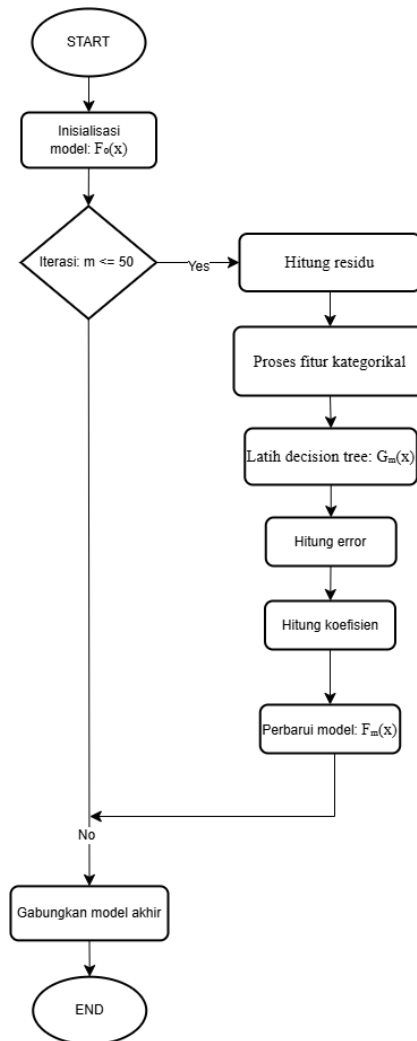 START
Inisialisasi
model: F₀(x)
Iterasi: m <= 50
Yes
Hitung residu
Proses fitur kategorikal
Latih decision tree: Gₘ(x)
Hitung error
Hitung koefisien
Perbarui model: Fₘ(x)
No
Gabungkan model akhir
END